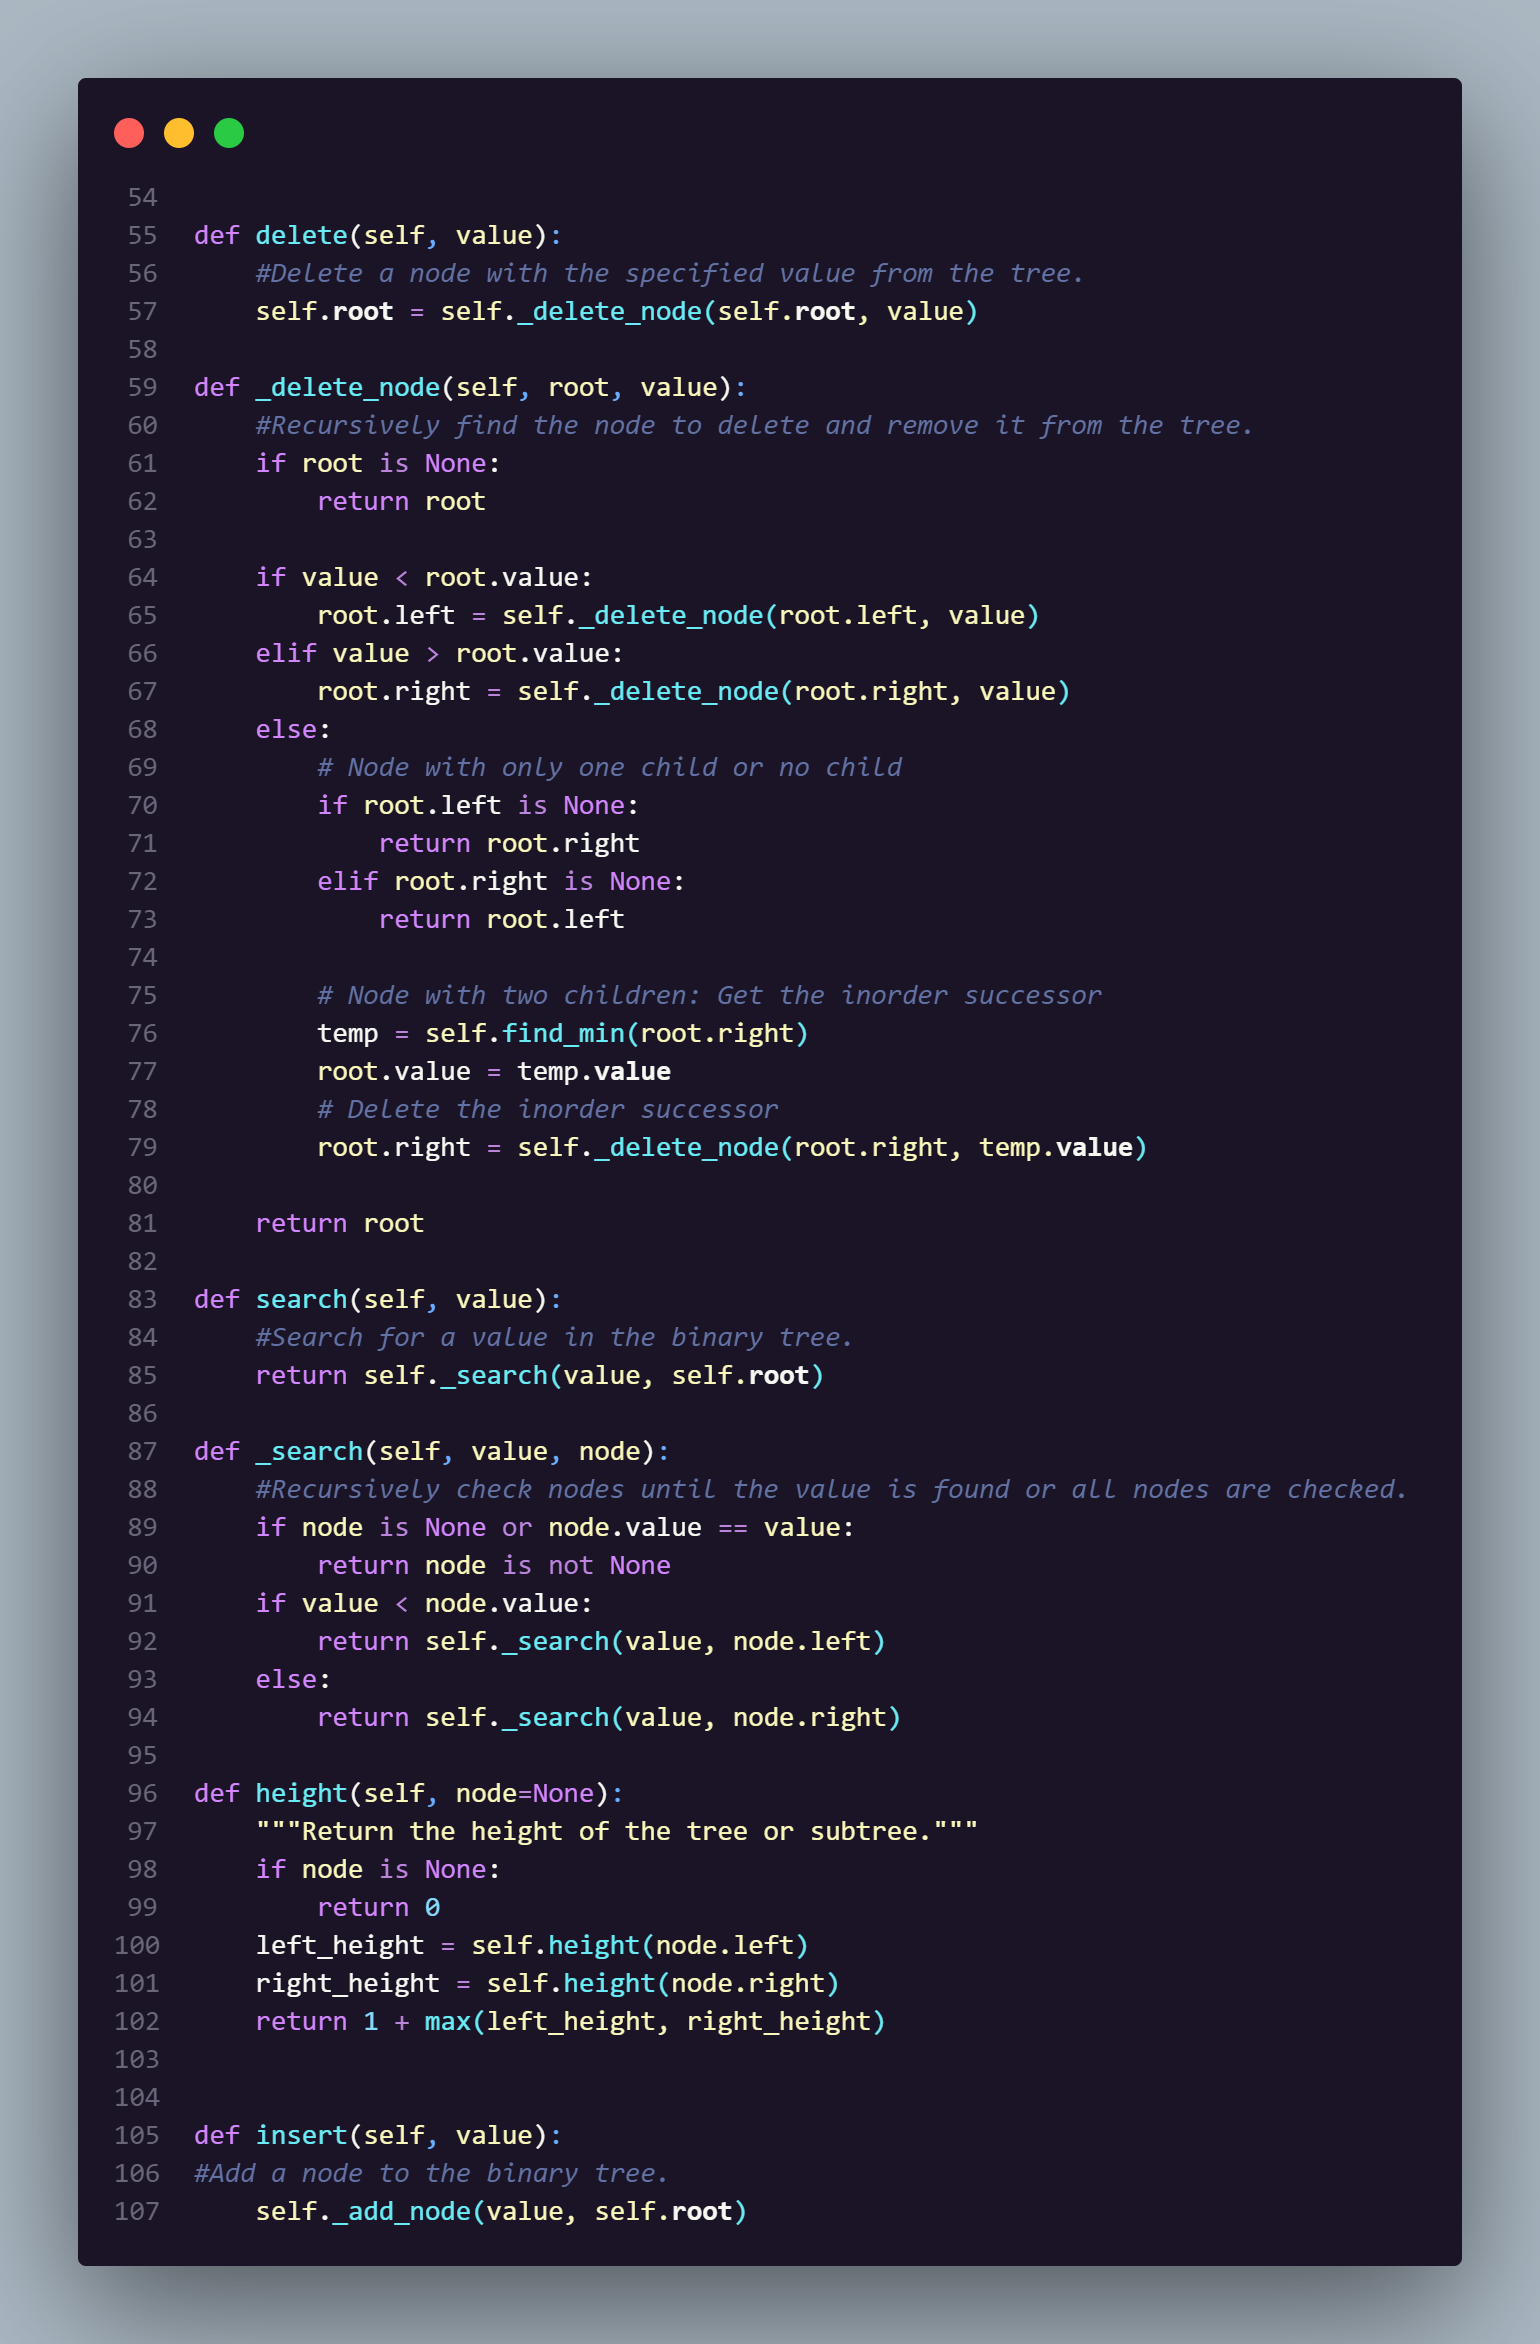 54
55 def delete(self, value):
56     #Delete a node with the specified value from the tree.
57     self.root = self._delete_node(self.root, value)
58
59 def _delete_node(self, root, value):
60     #Recursively find the node to delete and remove it from the tree.
61     if root is None:
62         return root
63
64     if value < root.value:
65         root.left = self._delete_node(root.left, value)
66     elif value > root.value:
67         root.right = self._delete_node(root.right, value)
68     else:
69         # Node with only one child or no child
70         if root.left is None:
71             return root.right
72         elif root.right is None:
73             return root.left
74
75         # Node with two children: Get the inorder successor
76         temp = self.find_min(root.right)
77         root.value = temp.value
78         # Delete the inorder successor
79         root.right = self._delete_node(root.right, temp.value)
80
81     return root
82
83 def search(self, value):
84     #Search for a value in the binary tree.
85     return self._search(value, self.root)
86
87 def _search(self, value, node):
88     #Recursively check nodes until the value is found or all nodes are checked.
89     if node is None or node.value == value:
90         return node is not None
91     if value < node.value:
92         return self._search(value, node.left)
93     else:
94         return self._search(value, node.right)
95
96 def height(self, node=None):
97     """Return the height of the tree or subtree."""
98     if node is None:
99         return 0
100     left_height = self.height(node.left)
101     right_height = self.height(node.right)
102     return 1 + max(left_height, right_height)
103
104
105 def insert(self, value):
106 #Add a node to the binary tree.
107     self._add_node(value, self.root)